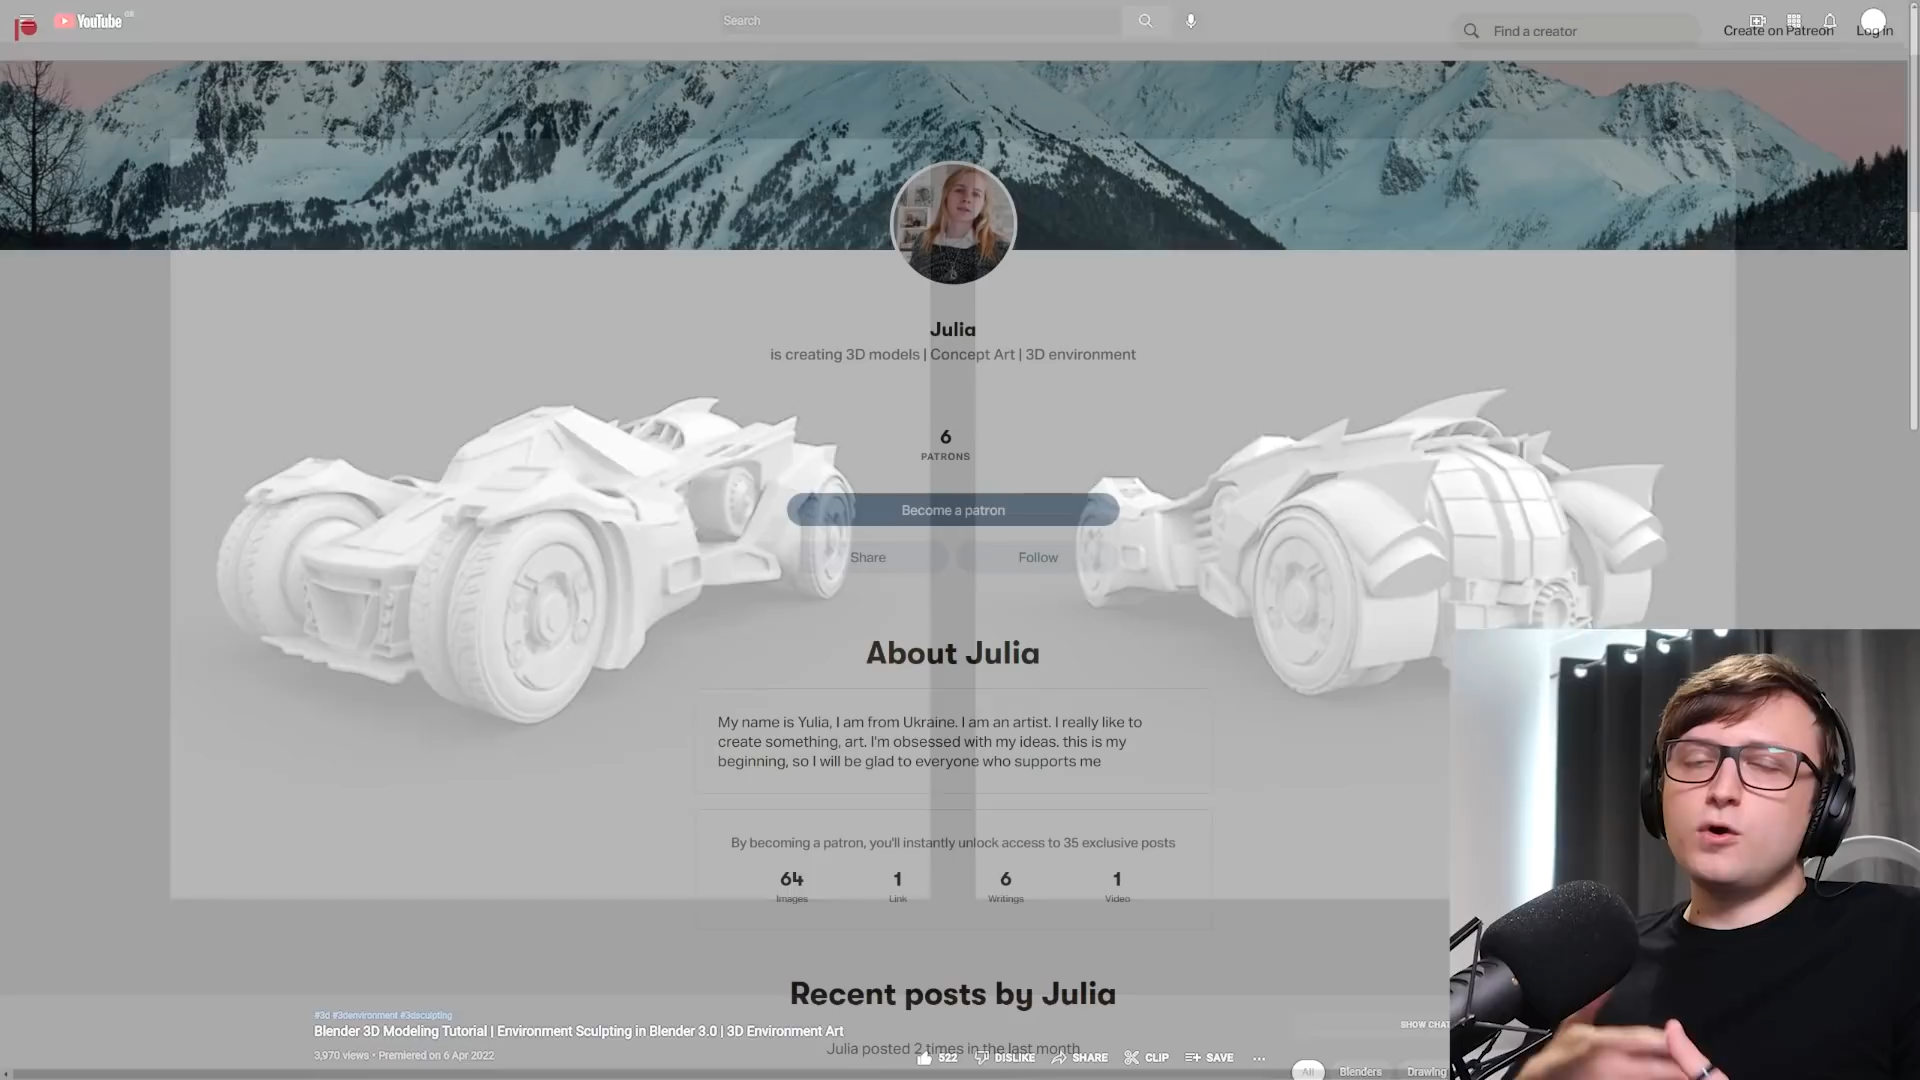 YouTube
Search
Find a creator
Create on Patreon
Log in
Julia
is creating 3D models | Concept Art | 3D environment
6
PATRONS
Become a patron
Share
Follow
About Julia
My name is Yulia, I am from Ukraine. I am an artist. I really like to
create something, art. I'm obsessed with my ideas. this is my
beginning, so I will be glad to everyone who supports me
By becoming a patron, you'll instantly unlock access to 35 exclusive posts
64
Images
1
Link
6
Writings
1
Video
Recent posts by Julia
Julia posted 2 times in the last month
#3d #3denvironment #3dsculpting
Blender 3D Modeling Tutorial | Environment Sculpting in Blender 3.0 | 3D Environment Art
3,970 views • Premiered on 6 Apr 2022
522
DISLIKE
SHARE
CLIP
SAVE
SHOW CHAT
All
Blenders
Drawing